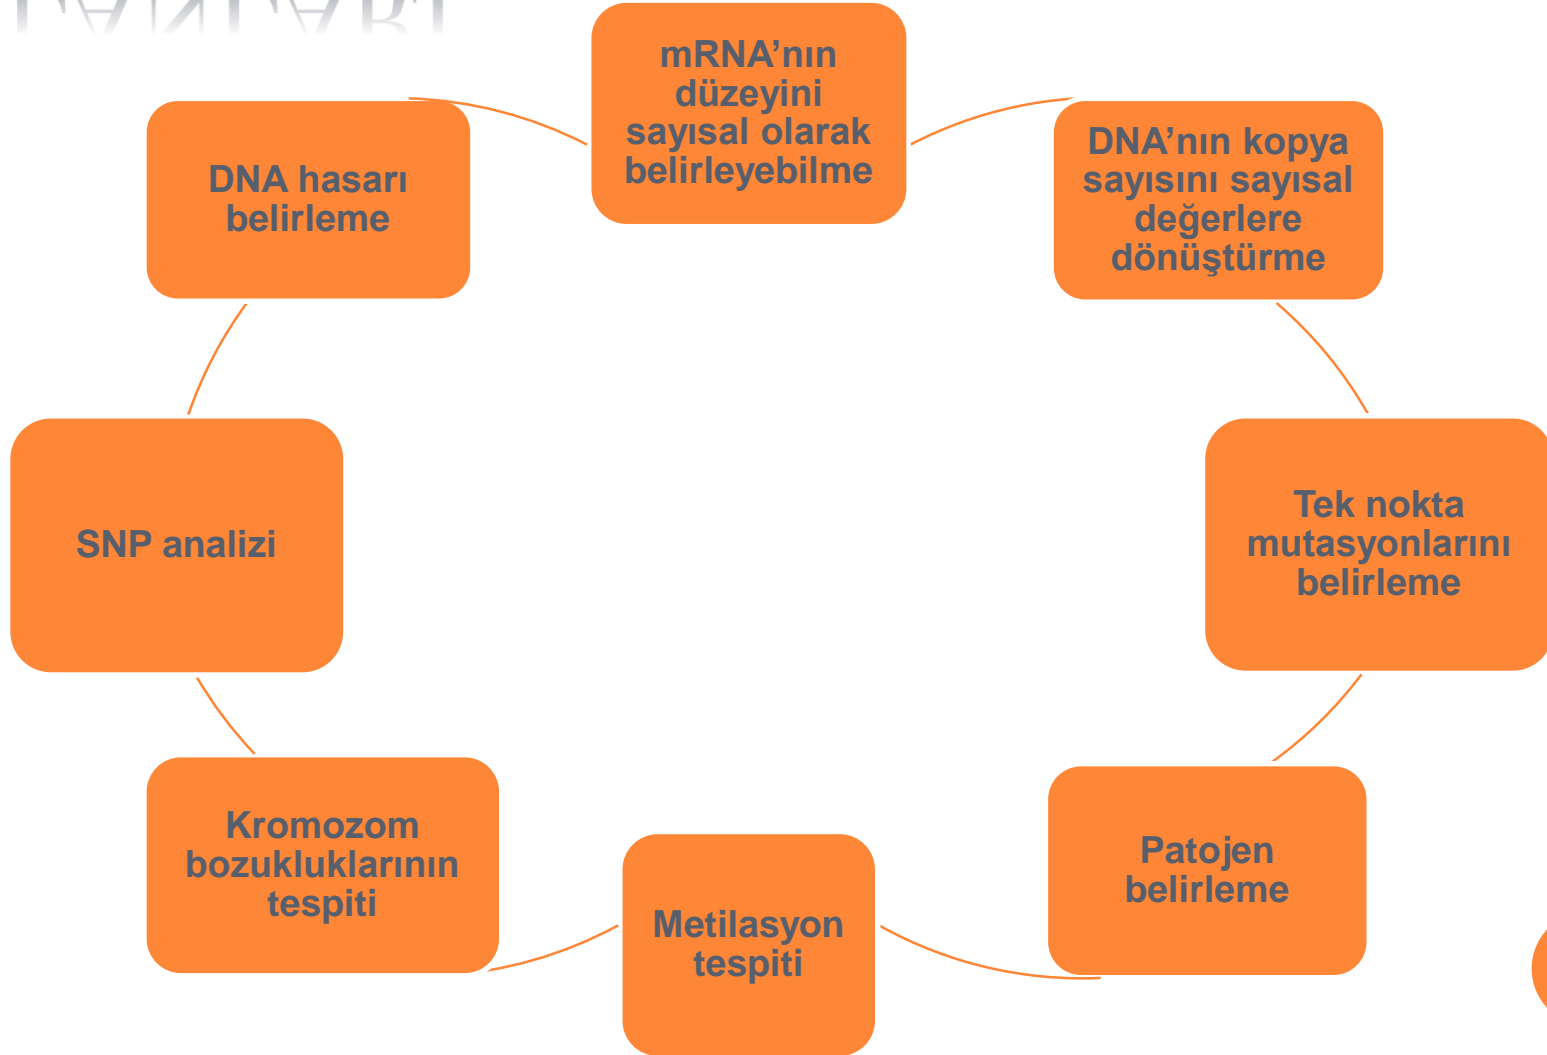 mRNA’nın
düzeyini
sayısal olarak
belirleyebilme
DNA’nın kopya
sayısını sayısal
değerlere
dönüştürme
Tek nokta
mutasyonlarını
belirleme
Patojen
belirleme
Metilasyon
tespiti
Kromozom
bozukluklarının
tespiti
SNP analizi
DNA hasarı
belirleme